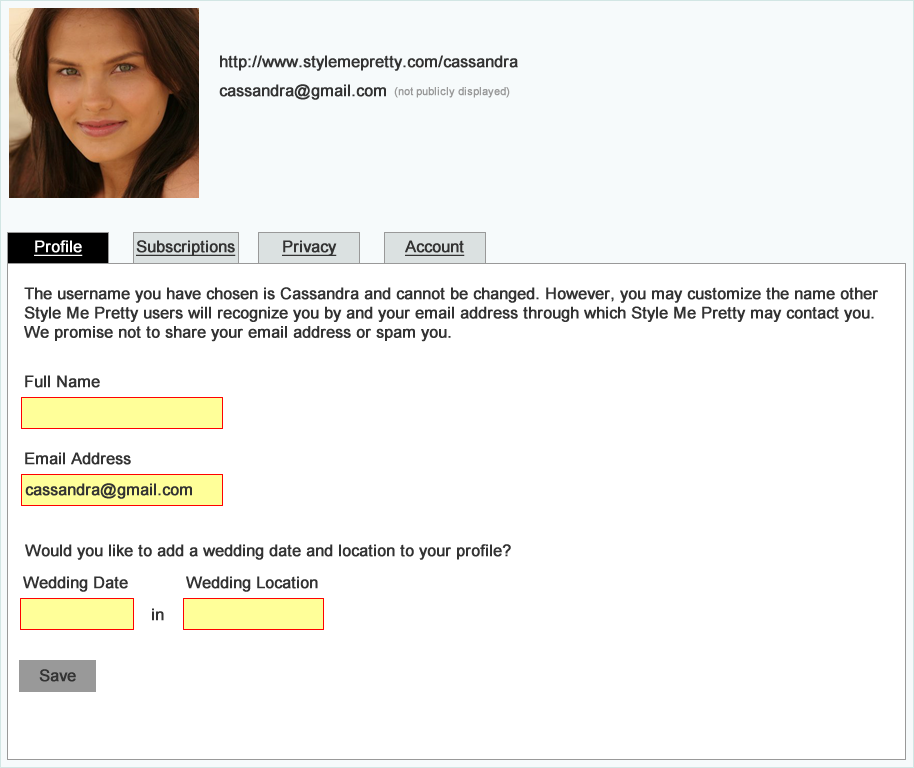 http://www.stylemepretty.com/cassandra
cassandra@gmail.com (not publicly displayed)
Profile Subscriptions Privacy Account
The username you have chosen is Cassandra and cannot be changed. However, you may customize the name other
Style Me Pretty users will recognize you by and your email address through which Style Me Pretty may contact you.
We promise not to share your email address or spam you.
Full Name
Email Address
cassandra@gmail.com
Would you like to add a wedding date and location to your profile?
Wedding Date Wedding Location
in
Save